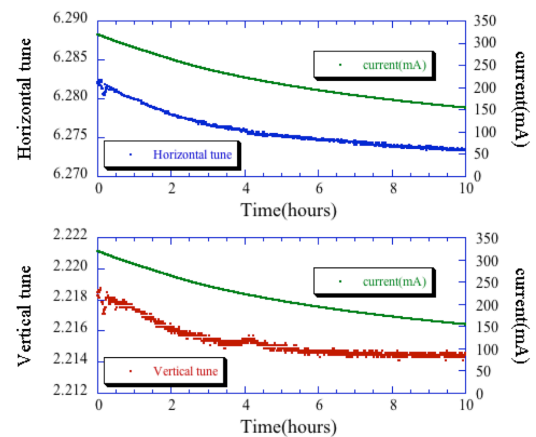 6.290
6.285
6.280
6.275
6.270
Horizontal tune
350
300
250
200
150
100
50
0
current(mA)
current(mA)
Horizontal tune
0 2 4 6 8 10
Time(hours)
2.222
2.220
2.218
2.216
2.214
2.212
Vertical tune
350
300
250
200
150
100
50
0
current(mA)
current(mA)
Vertical tune
0 2 4 6 8 10
Time(hours)